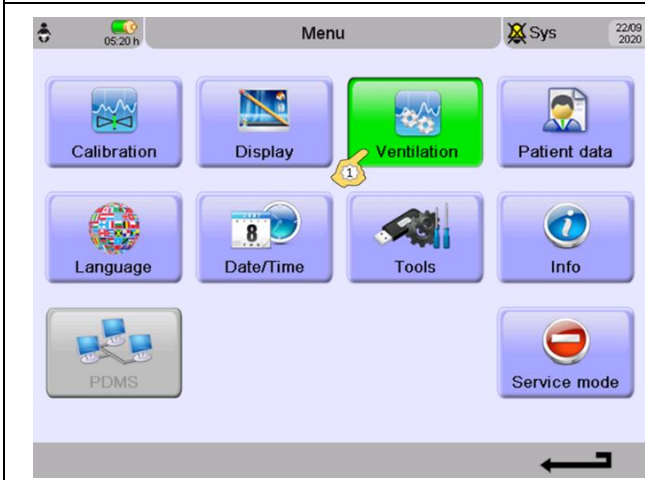 05:20 h
Menu
Sys
22/09
2020
Calibration
Display
Ventilation
Patient data
1
Language
8
Date/Time
Tools
Info
PDMS
Service mode